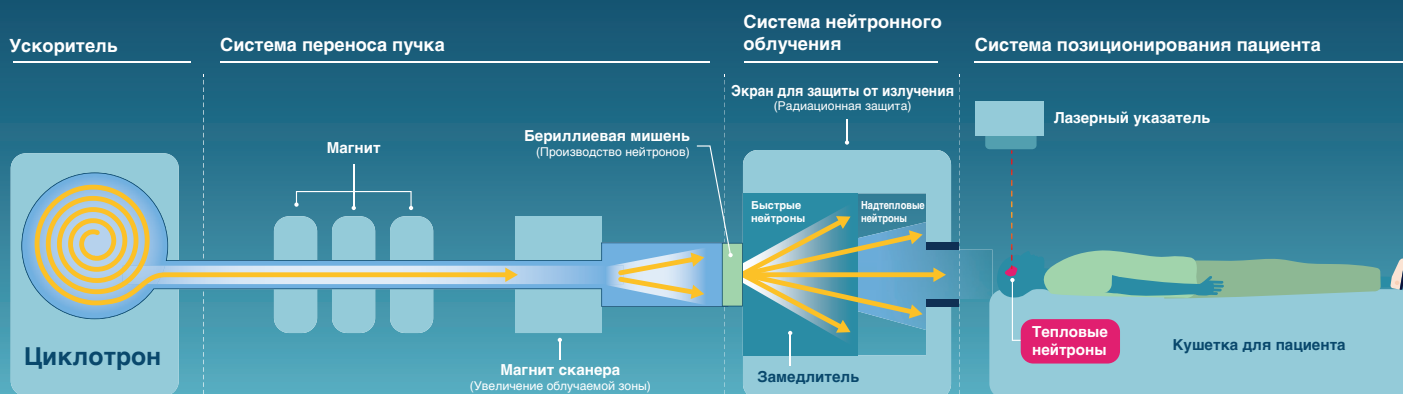 Ускоритель
Система переноса пучка
Система нейтронного
облучения
Система позиционирования пациента
Экран для защиты от излучения
(Радиационная защита)
Лазерный указатель
Бериллиевая мишень
(Производство нейтронов)
Магнит
Быстрые
нейтроны
Надтепловые
нейтроны
Циклотрон
Магнит сканера
(Увеличение облучаемой зоны)
Замедлитель
Тепловые
нейтроны
Кушетка для пациента